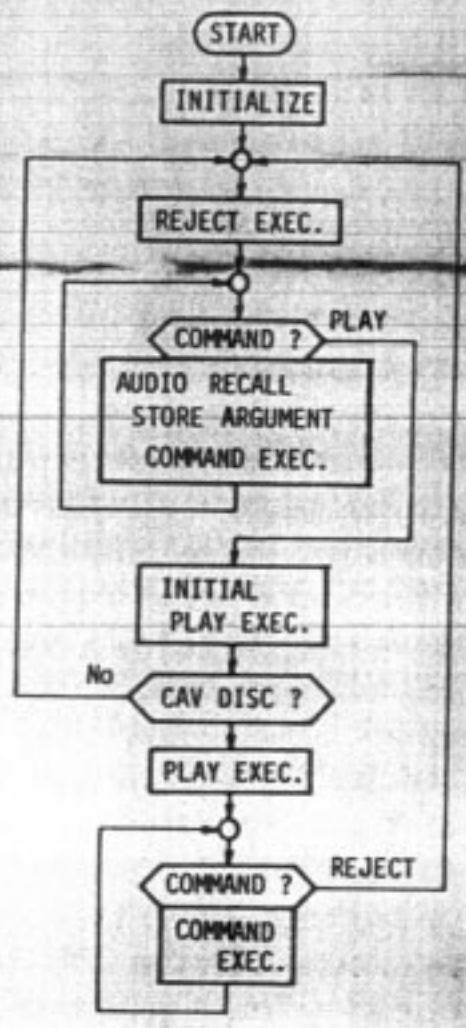 START
INITIALIZE
REJECT EXEC.
COMMAND ?
PLAY
AUDIO RECALL
STORE ARGUMENT
COMMAND EXEC.
INITIAL
PLAY EXEC.
No
CAV DISC ?
PLAY EXEC.
COMMAND ?
REJECT
COMMAND
EXEC.